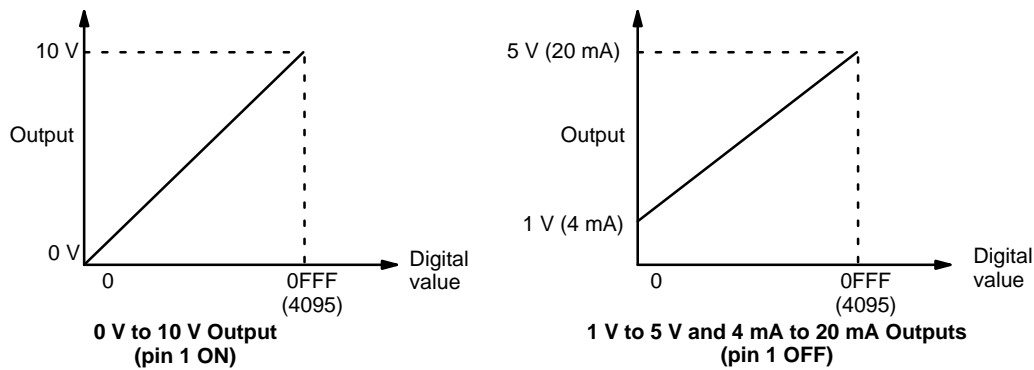 10 V
Output
0 V
0
0FFF
(4095)
Digital
value
0 V to 10 V Output
(pin 1 ON)
5 V (20 mA)
Output
1 V (4 mA)
0
0FFF
(4095)
Digital
value
1 V to 5 V and 4 mA to 20 mA Outputs
(pin 1 OFF)